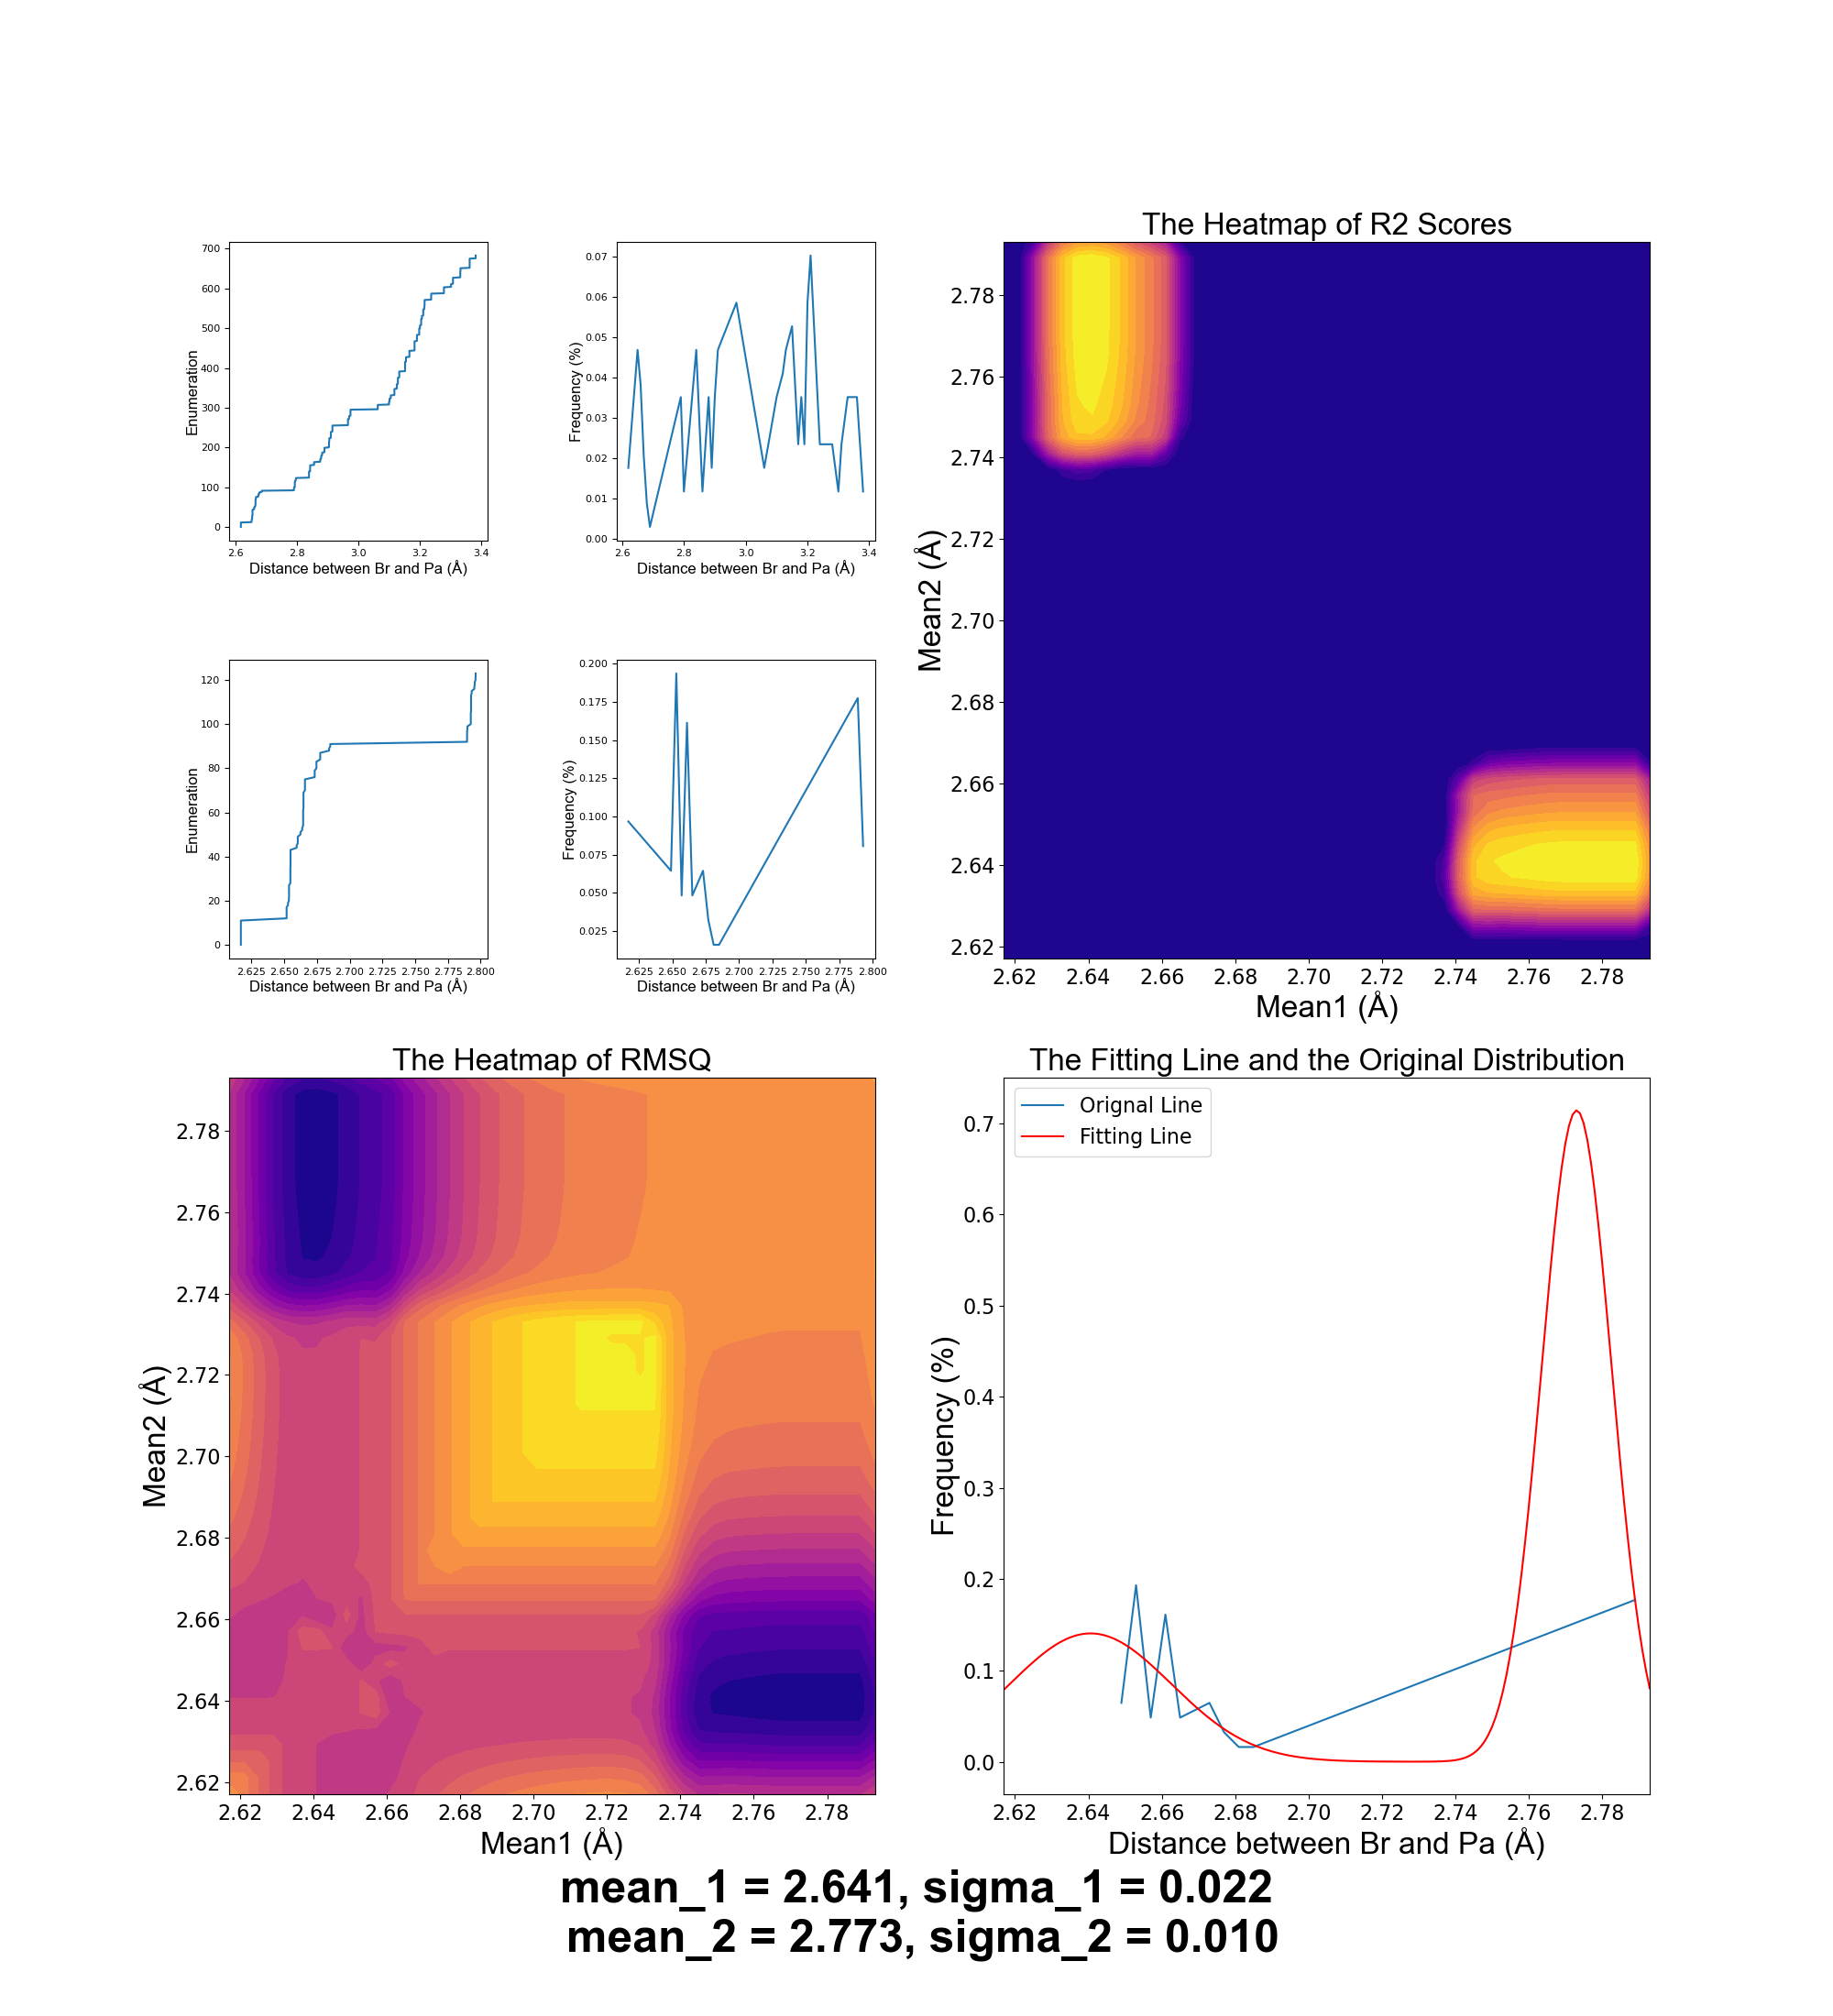 700
600
500
400
300
200
100
0
Enumeration
2.6 2.8 3.0 3.2 3.4
Distance between Br and Pa (Å)
0.07
0.06
0.05
0.04
0.03
0.02
0.01
0.00
Frequency (%)
2.6 2.8 3.0 3.2 3.4
Distance between Br and Pa (Å)
The Heatmap of R2 Scores
2.78
2.76
2.74
2.72
2.70
2.68
2.66
2.64
2.62
Mean2 (Å)
2.62 2.64 2.66 2.68 2.70 2.72 2.74 2.76 2.78
Mean1 (Å)
120
100
80
60
40
20
0
Enumeration
2.625 2.650 2.675 2.700 2.725 2.750 2.775 2.800
Distance between Br and Pa (Å)
0.200
0.175
0.150
0.125
0.100
0.075
0.050
0.025
Frequency (%)
2.625 2.650 2.675 2.700 2.725 2.750 2.775 2.800
Distance between Br and Pa (Å)
The Heatmap of RMSQ
2.78
2.76
2.74
2.72
2.70
2.68
2.66
2.64
2.62
Mean2 (Å)
2.62 2.64 2.66 2.68 2.70 2.72 2.74 2.76 2.78
Mean1 (Å)
The Fitting Line and the Original Distribution
Orignal Line
Fitting Line
0.7
0.6
0.5
0.4
0.3
0.2
0.1
0.0
Frequency (%)
2.62 2.64 2.66 2.68 2.70 2.72 2.74 2.76 2.78
Distance between Br and Pa (Å)
mean_1 = 2.641, sigma_1 = 0.022
mean_2 = 2.773, sigma_2 = 0.010